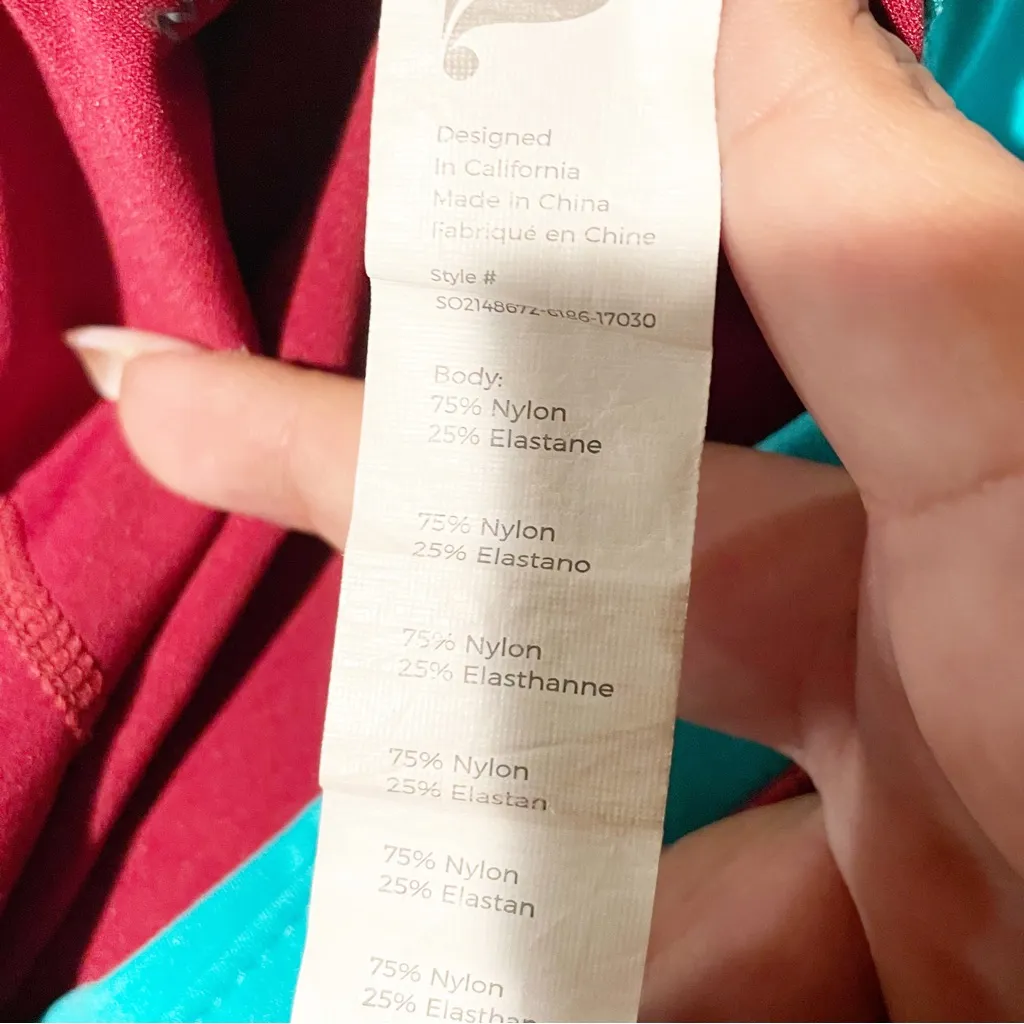 Designed
In California
Made in China
Fabriqué en Chine
Style #
SO2148672-6186-17030
Body:
75% Nylon
25% Elastane
75% Nylon
25% Elastano
75% Nylon
25% Elasthanne
75% Nylon
25% Elastan
75% Nylon
25% Elastan
75% Nylon
25%